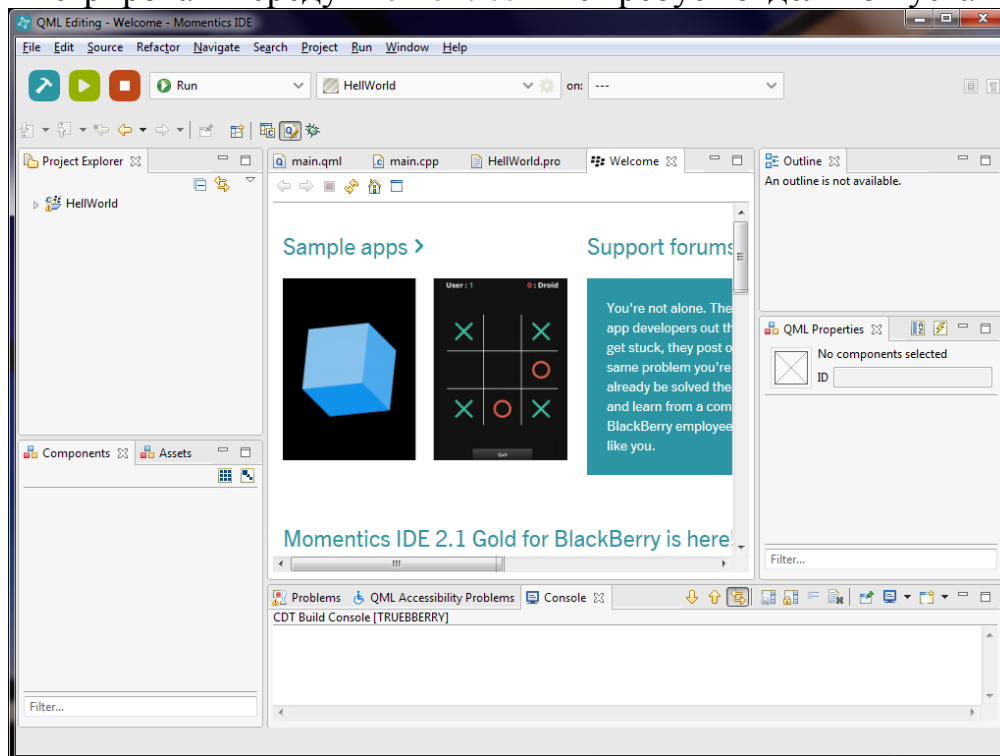 QML Editing - Welcome - Momentics IDE
File Edit Source Refactor Navigate Search Project Run Window Help
Run HellWorld on: ---
Project Explorer
HellWorld
main.qml main.cpp HellWorld.pro Welcome
Sample apps >
Support forums
User : 1 0 : Droid
Quit
You're not alone. The
app developers out th
get stuck, they post o
same problem you're
already be solved the
and learn from a com
BlackBerry employee
like you.
Momentics IDE 2.1 Gold for BlackBerry is here!
Outline
An outline is not available.
QML Properties
No components selected
ID
Filter...
Components Assets
Filter...
Problems QML Accessibility Problems Console
CDT Build Console [TRUEBBERRY]